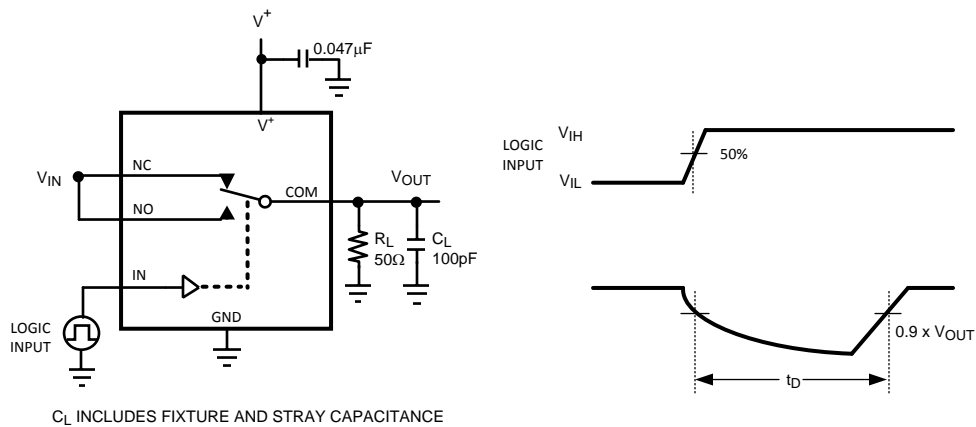 V+
0.047µF
V+
VIN
NC
NO
COM
VOUT
RL
50Ω
CL
100pF
IN
GND
LOGIC
INPUT
CL INCLUDES FIXTURE AND STRAY CAPACITANCE
LOGIC
INPUT
VIH
VIL
50%
0.9 x VOUT
tD